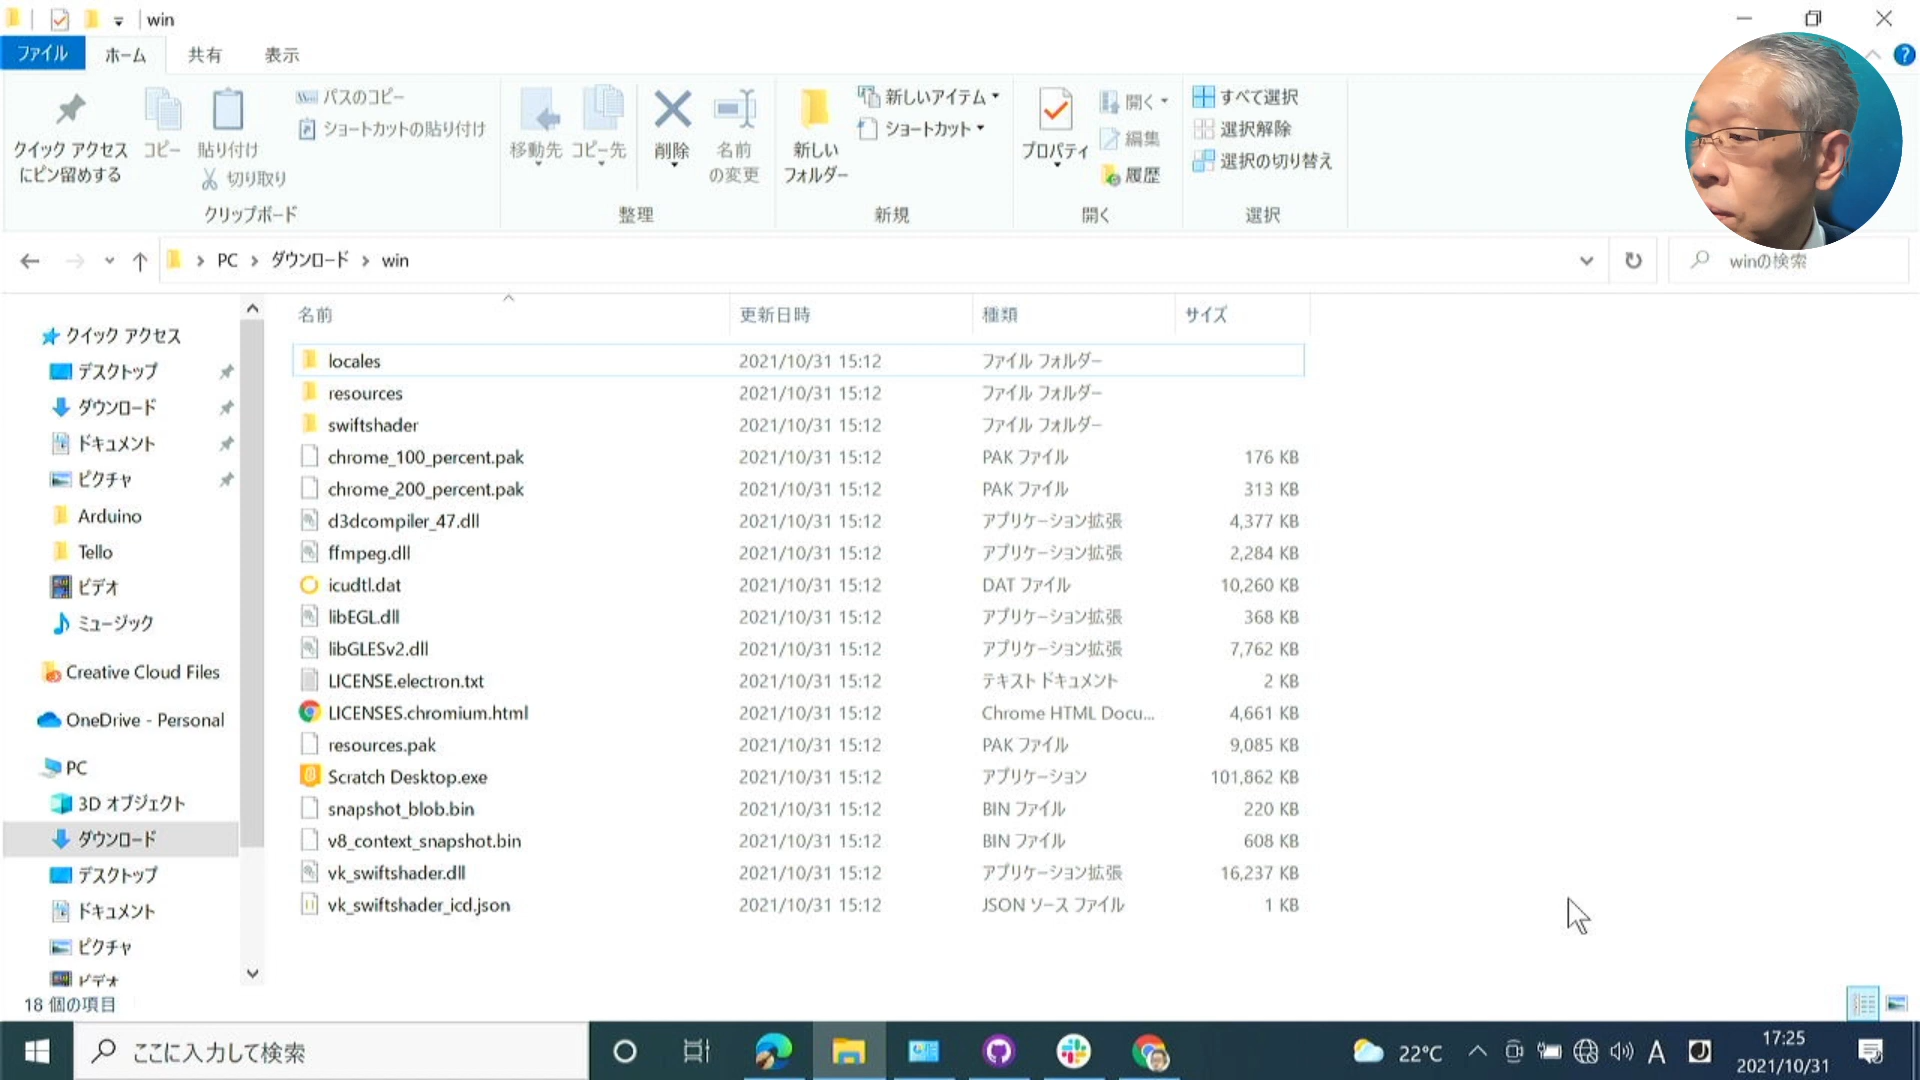 win
ファイル
ホーム
共有
表示
クイック アクセス
にピン留めする
コピー
貼り付け
パスのコピー
ショートカットの貼り付け
切り取り
クリップボード
移動先
コピー先
削除
名前
の変更
整理
新しい
フォルダー
新しいアイテム
ショートカット
新規
プロパティ
開く
編集
履歴
開く
すべて選択
選択解除
選択の切り替え
選択
PC
ダウンロード
win
winの検索
クイック アクセス
デスクトップ
ダウンロード
ドキュメント
ピクチャ
Arduino
Tello
ビデオ
ミュージック
Creative Cloud Files
OneDrive - Personal
PC
3D オブジェクト
ダウンロード
デスクトップ
ドキュメント
ピクチャ
ビデオ
名前 更新日時 種類 サイズ
locales 2021/10/31 15:12 ファイル フォルダー
resources 2021/10/31 15:12 ファイル フォルダー
swiftshader 2021/10/31 15:12 ファイル フォルダー
chrome_100_percent.pak 2021/10/31 15:12 PAK ファイル 176 KB
chrome_200_percent.pak 2021/10/31 15:12 PAK ファイル 313 KB
d3dcompiler_47.dll 2021/10/31 15:12 アプリケーション拡張 4,377 KB
ffmpeg.dll 2021/10/31 15:12 アプリケーション拡張 2,284 KB
icudtl.dat 2021/10/31 15:12 DAT ファイル 10,260 KB
libEGL.dll 2021/10/31 15:12 アプリケーション拡張 368 KB
libGLESv2.dll 2021/10/31 15:12 アプリケーション拡張 7,762 KB
LICENSE.electron.txt 2021/10/31 15:12 テキスト ドキュメント 2 KB
LICENSES.chromium.html 2021/10/31 15:12 Chrome HTML Docu... 4,661 KB
resources.pak 2021/10/31 15:12 PAK ファイル 9,085 KB
Scratch Desktop.exe 2021/10/31 15:12 アプリケーション 101,862 KB
snapshot_blob.bin 2021/10/31 15:12 BIN ファイル 220 KB
v8_context_snapshot.bin 2021/10/31 15:12 BIN ファイル 608 KB
vk_swiftshader.dll 2021/10/31 15:12 アプリケーション拡張 16,237 KB
vk_swiftshader_icd.json 2021/10/31 15:12 JSON ソース ファイル 1 KB
18 個の項目
ここに入力して検索
22°C
A
17:25
2021/10/31